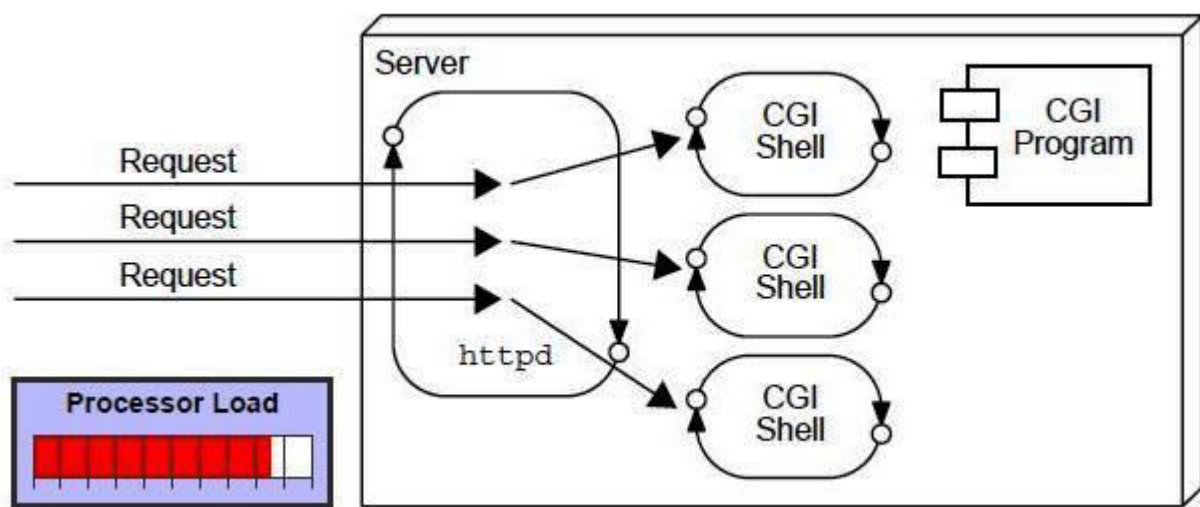 Server
CGI
Shell
CGI
Program
Request
Request
CGI
Shell
Request
httpd
CGI
Shell
Processor Load